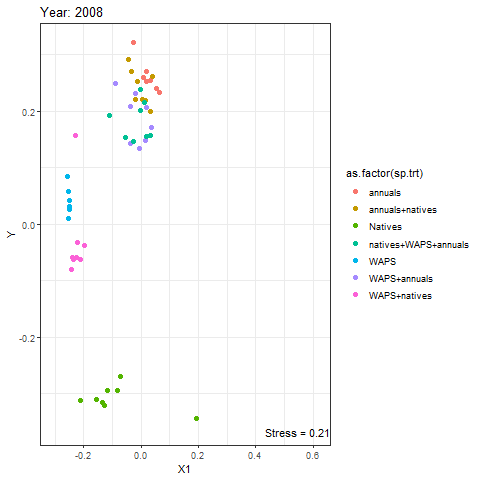 Year: 2008
0.2
0.0
-0.2
Y
-0.2
0.0
0.2
0.4
0.6
X1
Stress = 0.21
as.factor(sp.trt)
annuals
annuals+natives
Natives
natives+WAPS+annuals
WAPS
WAPS+annuals
WAPS+natives